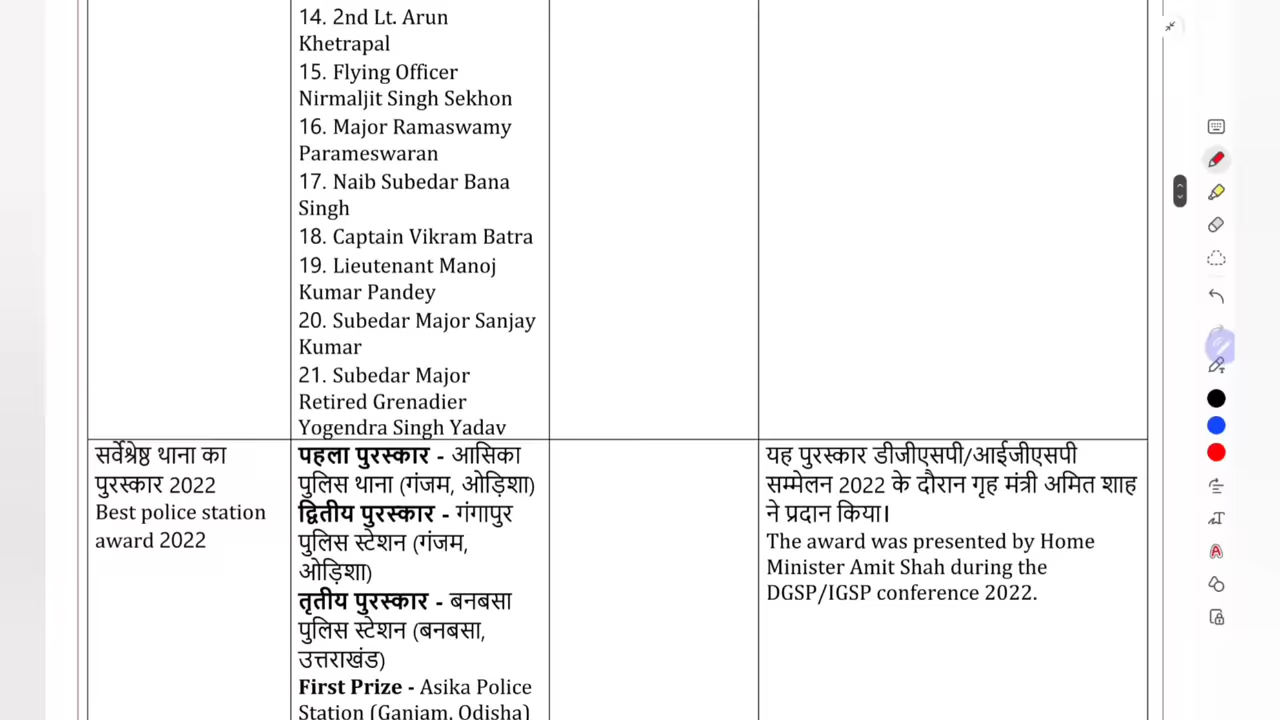 14. 2nd Lt. Arun
Khetrapal
15. Flying Officer
Nirmaljit Singh Sekhon
16. Major Ramaswamy
Parameswaran
17. Naib Subedar Bana
Singh
18. Captain Vikram Batra
19. Lieutenant Manoj
Kumar Pandey
20. Subedar Major Sanjay
Kumar
21. Subedar Major
Retired Grenadier
Yogendra Singh Yadav
सर्वेश्रेष्ठ थाना का
पुरस्कार 2022
Best police station
award 2022
पहला पुरस्कार - आसिका
पुलिस थाना (गंजम, ओड़िशा)
द्वितीय पुरस्कार - गंगापुर
पुलिस स्टेशन (गंजम,
ओड़िशा)
तृतीय पुरस्कार - बनबसा
पुलिस स्टेशन (बनबसा,
उत्तराखंड)
First Prize - Asika Police
Station (Ganjam, Odisha)
यह पुरस्कार डीजीएसपी/आईजीएसपी
सम्मेलन 2022 के दौरान गृह मंत्री अमित शाह
ने प्रदान किया।
The award was presented by Home
Minister Amit Shah during the
DGSP/IGSP conference 2022.